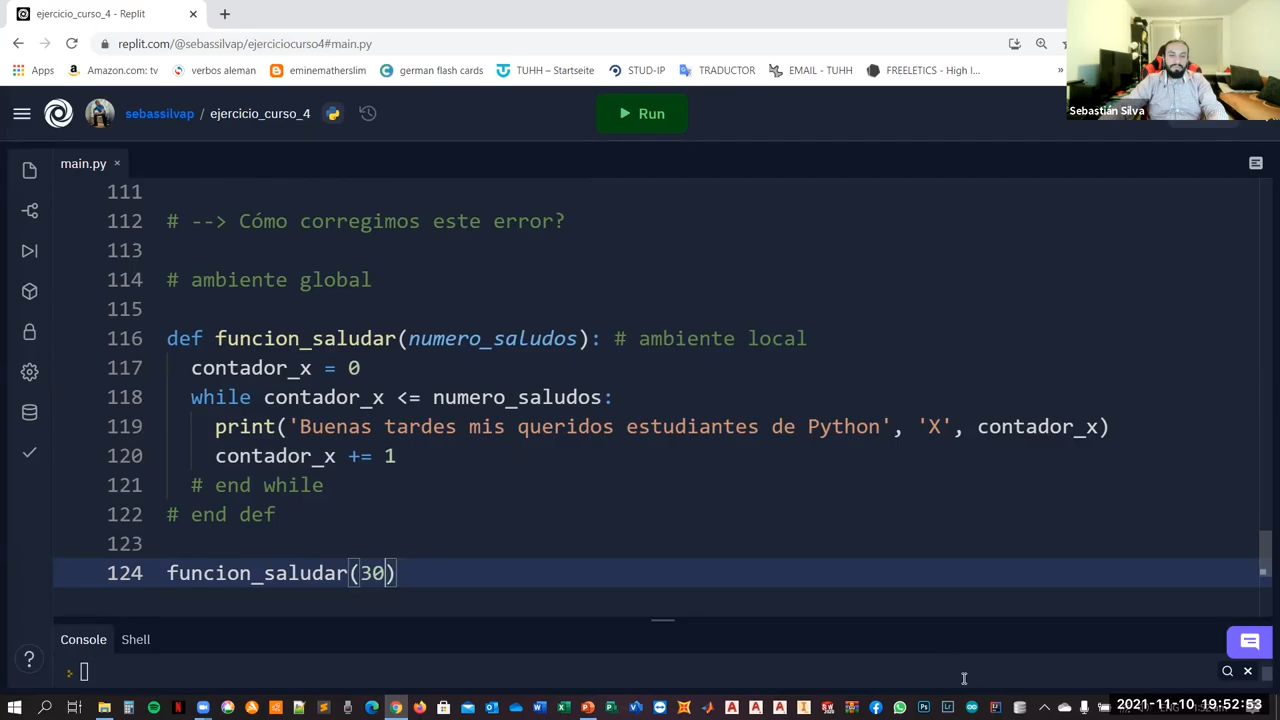 ejercicio_curso_4 - Replit
replit.com/@sebassilvap/ejerciciocurso4#main.py
Apps
Amazon.com: tv
verbos aleman
eminemathsIim
german flash card
TUHH – Startseite
STUD-IP
TRADUCTOR
EMAIL - TUHH
FREELETICS - High I...
»
Sebastián Silva
sebassilvap / ejercicio_curso_4
Run
main.py
111
112 # --> Cómo corregimos este error?
113
114 # ambiente global
115
116 def funcion_saludar(numero_saludos): # ambiente local
117 contador_x = 0
118 while contador_x <= numero_saludos:
119 print('Buenas tardes mis queridos estudiantes de Python', 'X', contador_x)
120 contador_x += 1
121 # end while
122 # end def
123
124 funcion_saludar(30)
Console Shell
2021-11-10 19:52:53